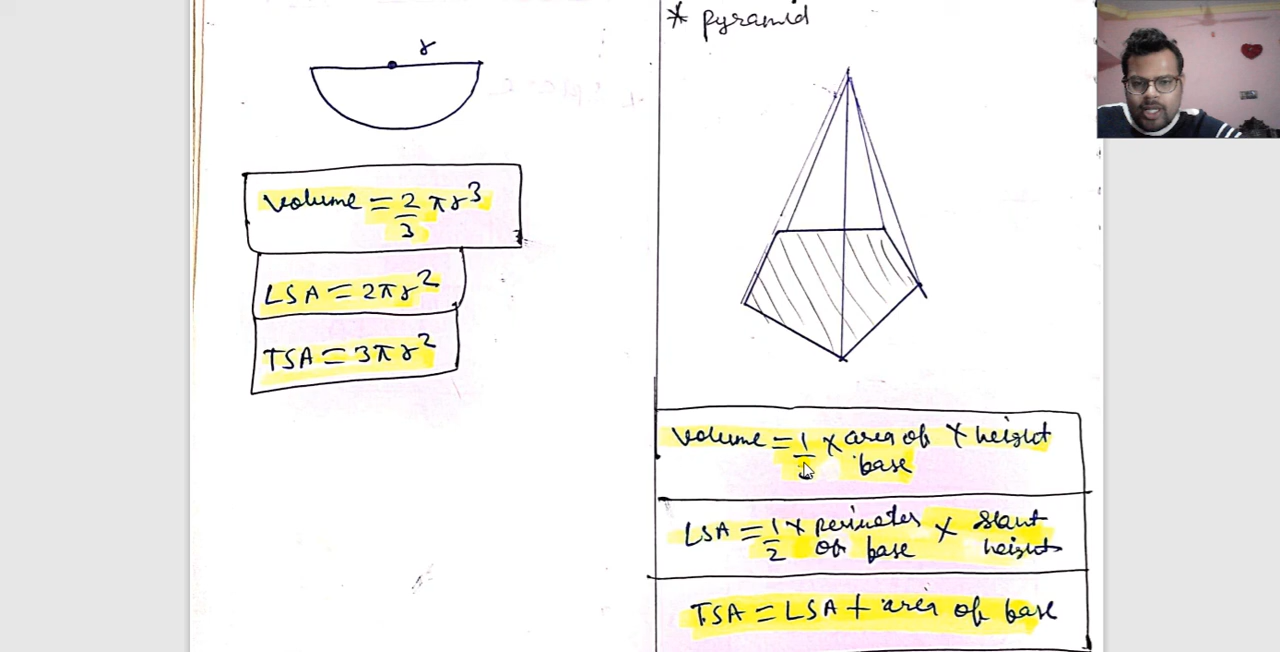 r
Volume = 2/3 πr³
LSA = 2πr²
TSA = 3πr²
* Pyramid
Volume = 1/ × area of base × height
LSA = 1/2 × perimeter of base × slant height
TSA = LSA + area of base